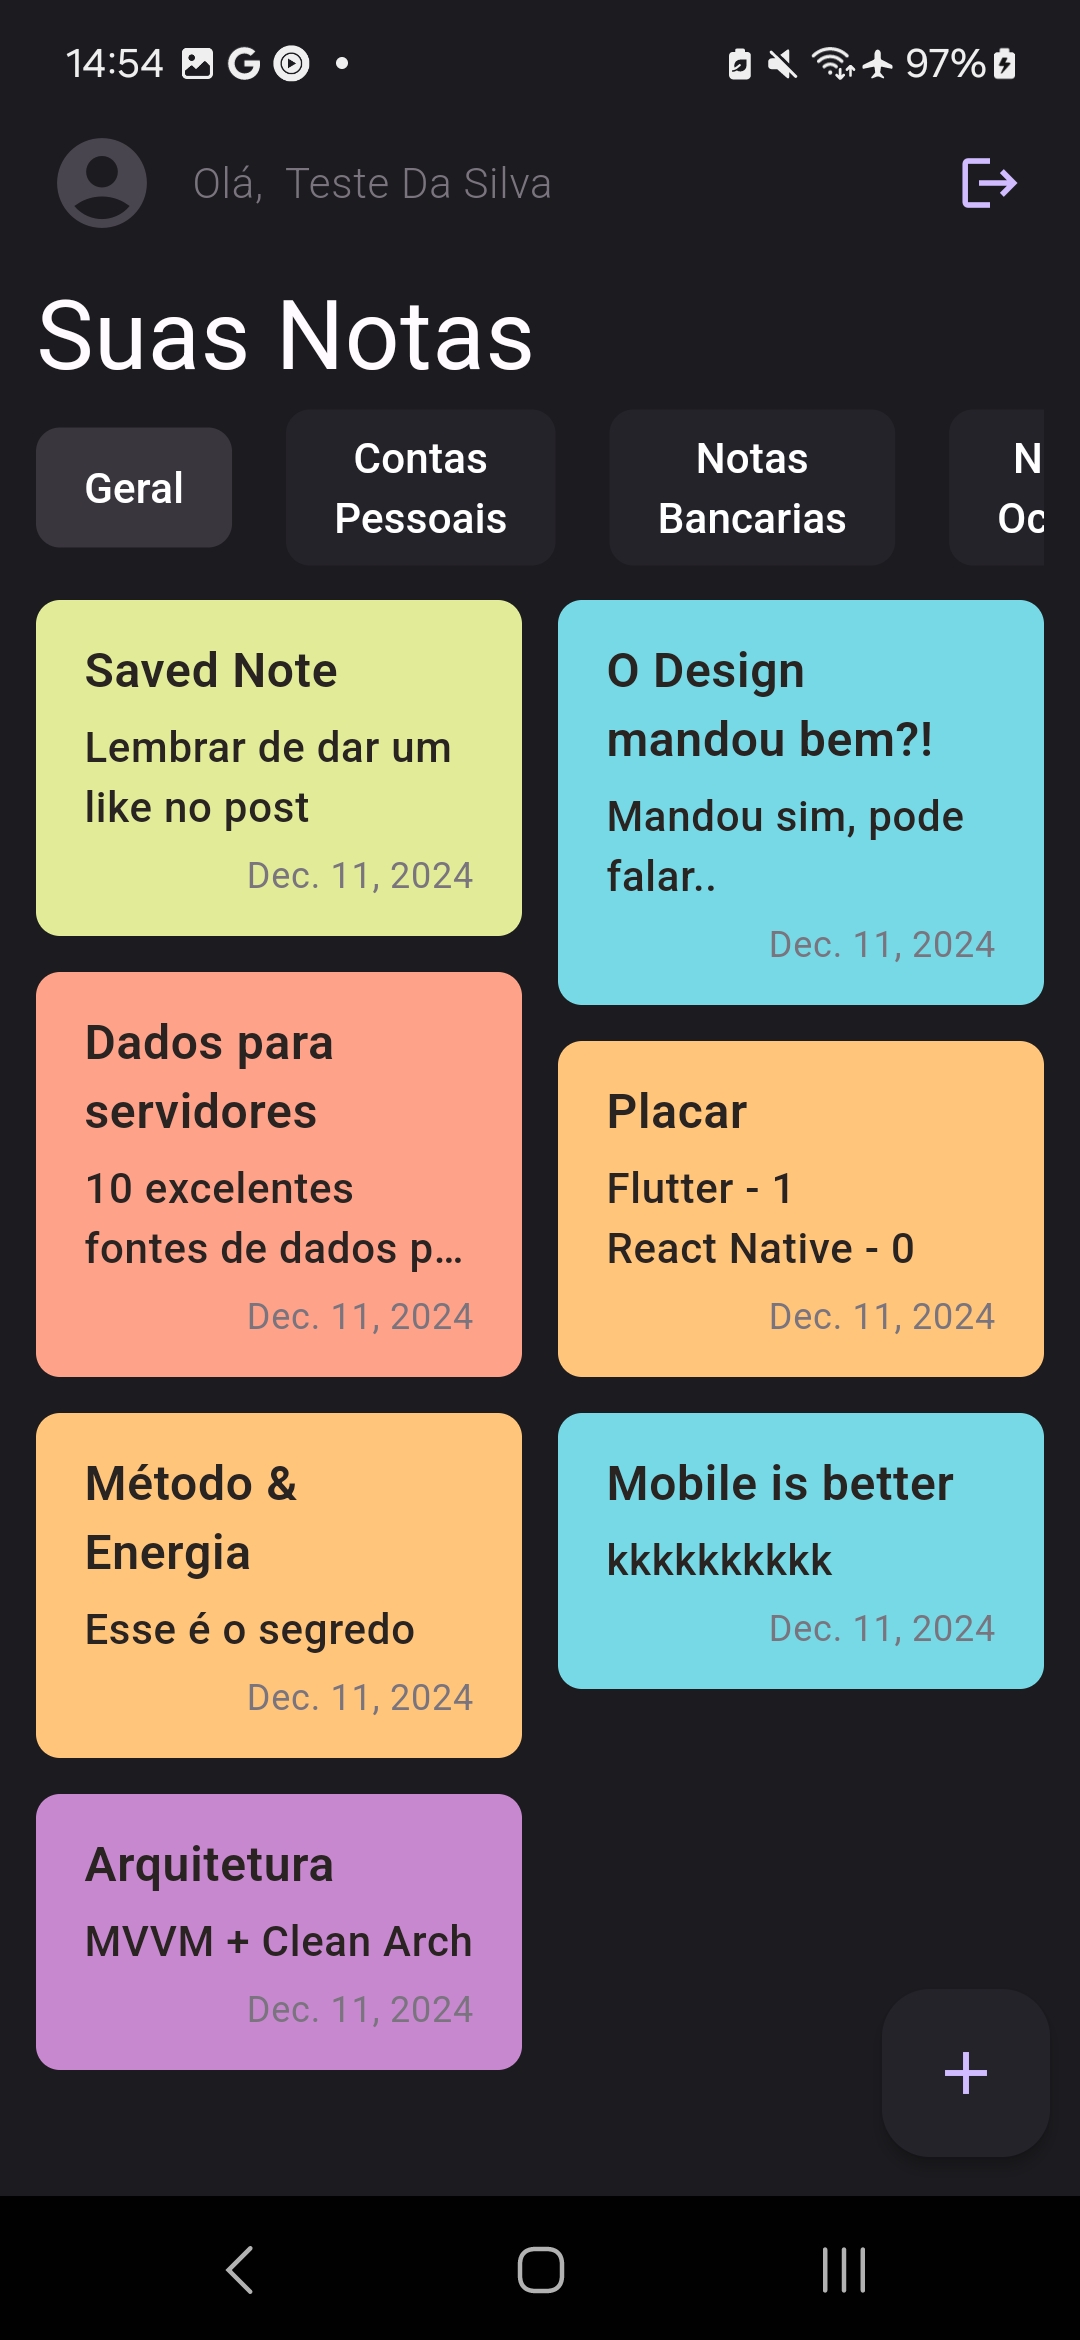 14:54
97%
Olá, Teste Da Silva
Suas Notas
Geral
Contas
Pessoais
Notas
Bancarias
N
Oc
Saved Note
Lembrar de dar um
like no post
Dec. 11, 2024
O Design
mandou bem?!
Mandou sim, pode
falar..
Dec. 11, 2024
Dados para
servidores
10 excelentes
fontes de dados p...
Dec. 11, 2024
Placar
Flutter - 1
React Native - 0
Dec. 11, 2024
Método &
Energia
Esse é o segredo
Dec. 11, 2024
Mobile is better
kkkkkkkkkk
Dec. 11, 2024
Arquitetura
MVVM + Clean Arch
Dec. 11, 2024